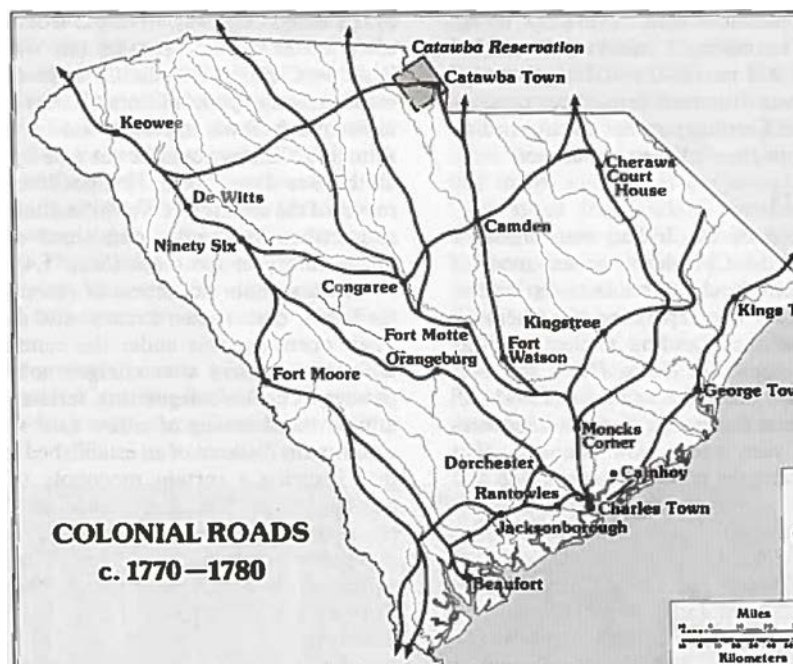 Catawba Reservation
Catawba Town
Keowee
Cheraws
Court
House
De Witts
Camden
Ninety Six
Congaree
Kingstree
Kings T
Fort Motte
Orangeburg
Fort
Watson
Fort Moore
George Tow
Moncks
Corner
Dorchester
Cainhoy
Rantowles
Charles Town
COLONIAL ROADS
Jacksonborough
c. 1770—1780
Beaufort
Miles
Kilometers